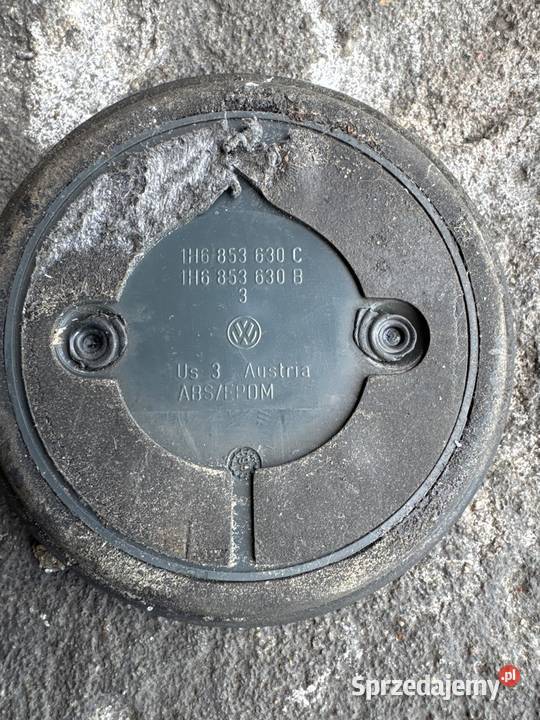 1H6 853 630 C
1H6 853 630 B
3
VW
Us 3 Austria
ABS/EPDM
Sprzedajemy.pl